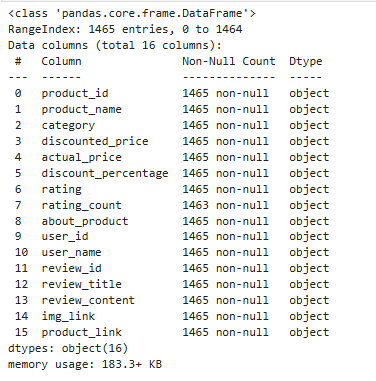 <class 'pandas.core.frame.DataFrame'>
RangeIndex: 1465 entries, 0 to 1464
Data columns (total 16 columns):
 #   Column               Non-Null Count  Dtype
---  ------               --------------  -----
 0   product_id           1465 non-null   object
 1   product_name         1465 non-null   object
 2   category             1465 non-null   object
 3   discounted_price     1465 non-null   object
 4   actual_price         1465 non-null   object
 5   discount_percentage  1465 non-null   object
 6   rating               1465 non-null   object
 7   rating_count         1463 non-null   object
 8   about_product        1465 non-null   object
 9   user_id              1465 non-null   object
 10  user_name            1465 non-null   object
 11  review_id            1465 non-null   object
 12  review_title         1465 non-null   object
 13  review_content       1465 non-null   object
 14  img_link             1465 non-null   object
 15  product_link         1465 non-null   object
dtypes: object(16)
memory usage: 183.3+ KB